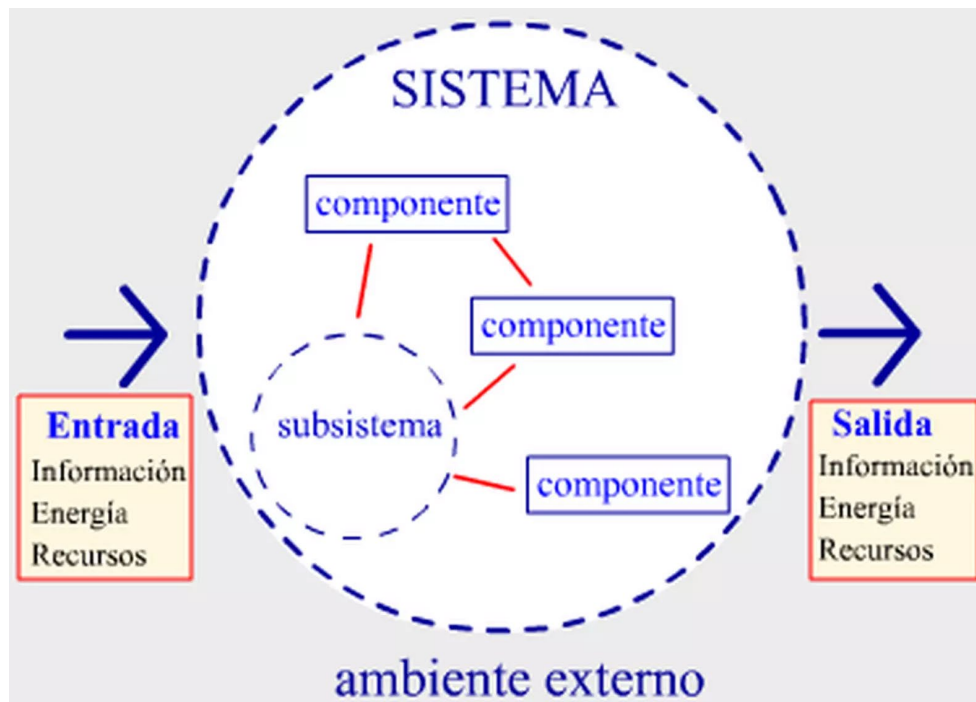 SISTEMA
componente
componente
subsistema
componente
Entrada
Información
Energía
Recursos
Salida
Información
Energía
Recursos
ambiente externo